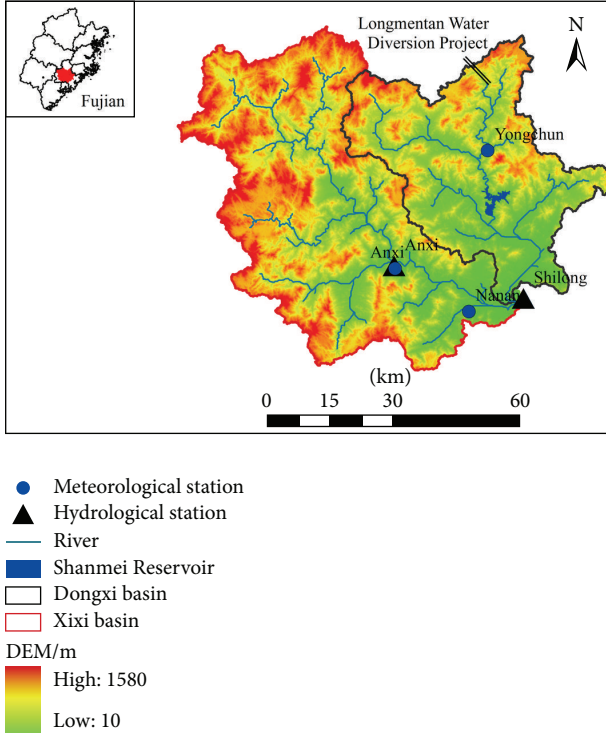 Longmentan Water
Diversion Project
N
Fujian
Yongchun
Anxi
Anxi
Shilong
Nanan
(km)
0 15 30 60
Meteorological station
Hydrological station
River
Shanmei Reservoir
Dongxi basin
Xixi basin
DEM/m
High: 1580
Low: 10